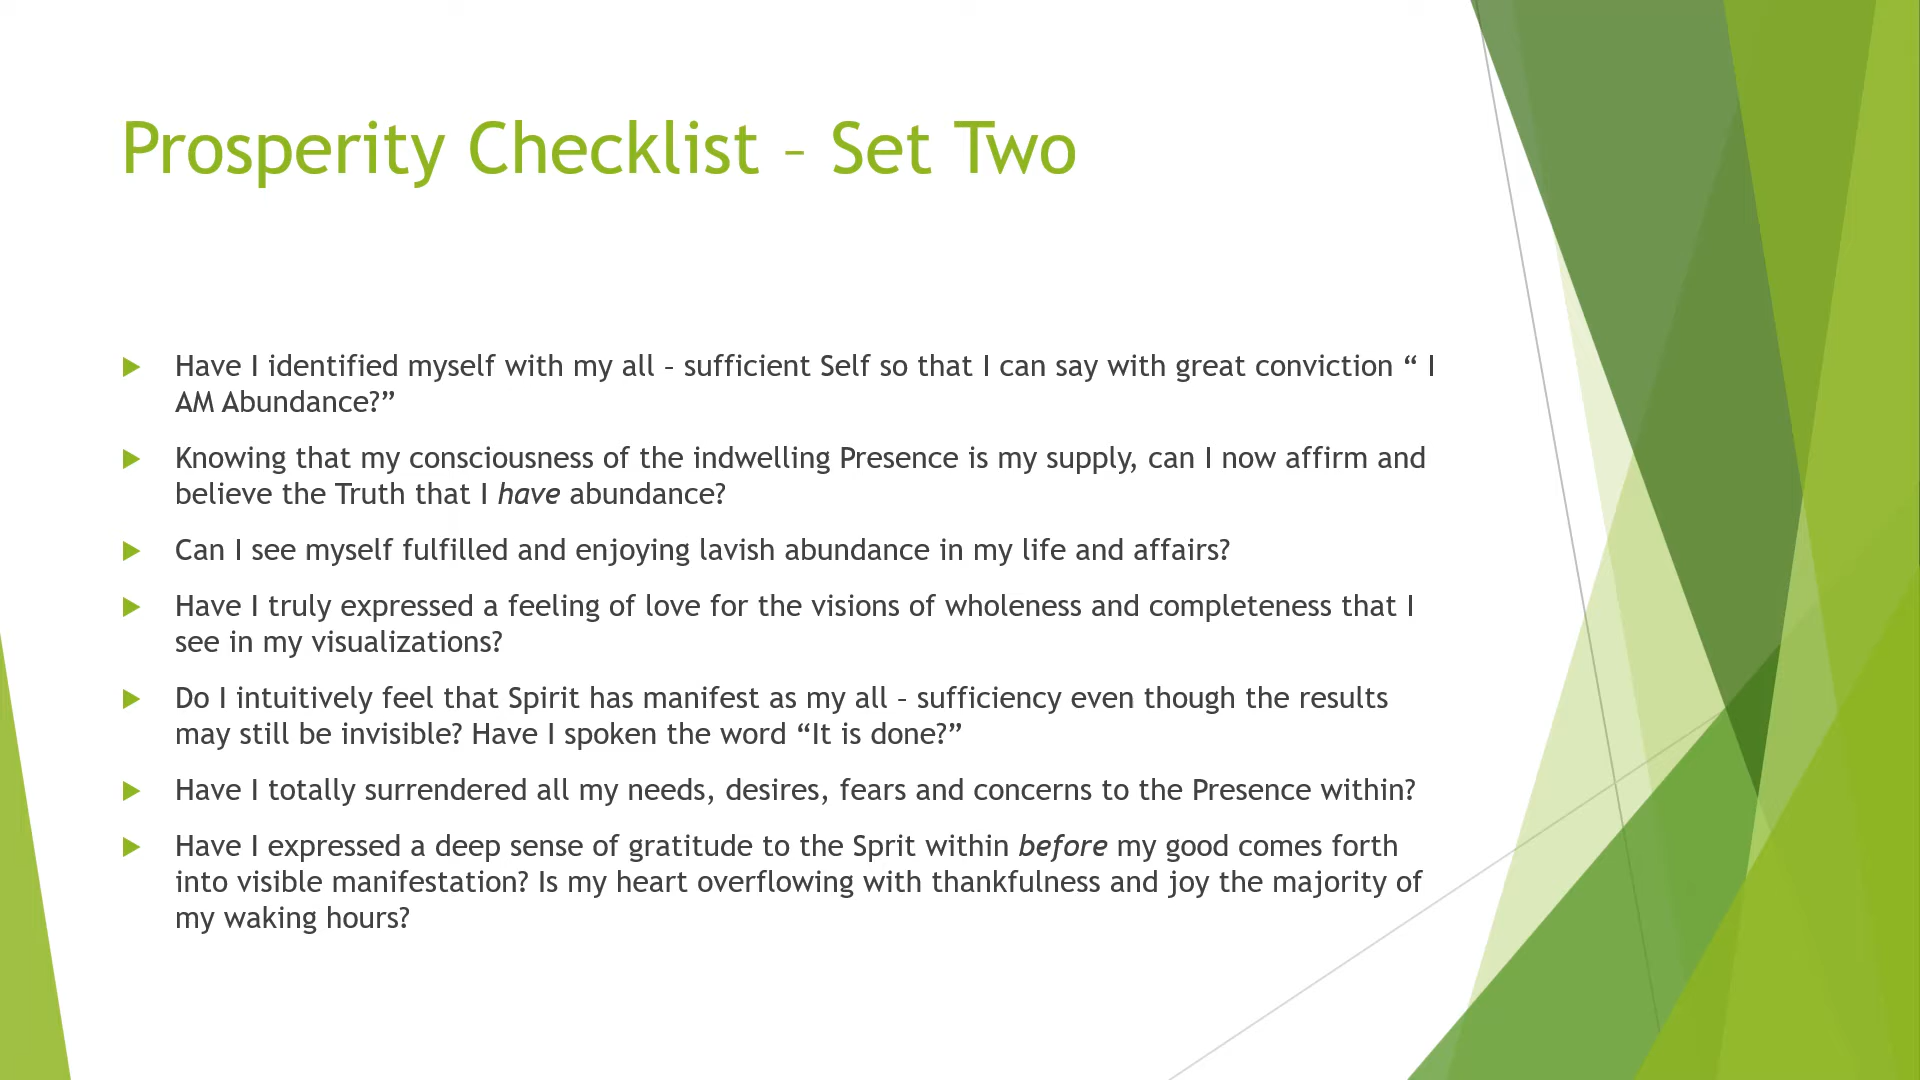 Prosperity Checklist – Set Two
Have I identified myself with my all – sufficient Self so that I can say with great conviction “ I
AM Abundance?”
Knowing that my consciousness of the indwelling Presence is my supply, can I now affirm and
believe the Truth that I have abundance?
Can I see myself fulfilled and enjoying lavish abundance in my life and affairs?
Have I truly expressed a feeling of love for the visions of wholeness and completeness that I
see in my visualizations?
Do I intuitively feel that Spirit has manifest as my all – sufficiency even though the results
may still be invisible? Have I spoken the word “It is done?”
Have I totally surrendered all my needs, desires, fears and concerns to the Presence within?
Have I expressed a deep sense of gratitude to the Sprit within before my good comes forth
into visible manifestation? Is my heart overflowing with thankfulness and joy the majority of
my waking hours?